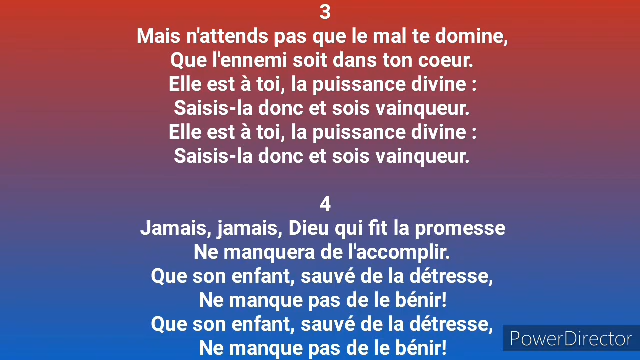 3
Mais n'attends pas que le mal te domine,
Que l'ennemi soit dans ton coeur.
Elle est à toi, la puissance divine :
Saisis-la donc et sois vainqueur.
Elle est à toi, la puissance divine :
Saisis-la donc et sois vainqueur.
4
Jamais, jamais, Dieu qui fit la promesse
Ne manquera de l'accomplir.
Que son enfant, sauvé de la détresse,
Ne manque pas de le bénir!
Que son enfant, sauvé de la détresse,
Ne manque pas de le bénir!
PowerDirector